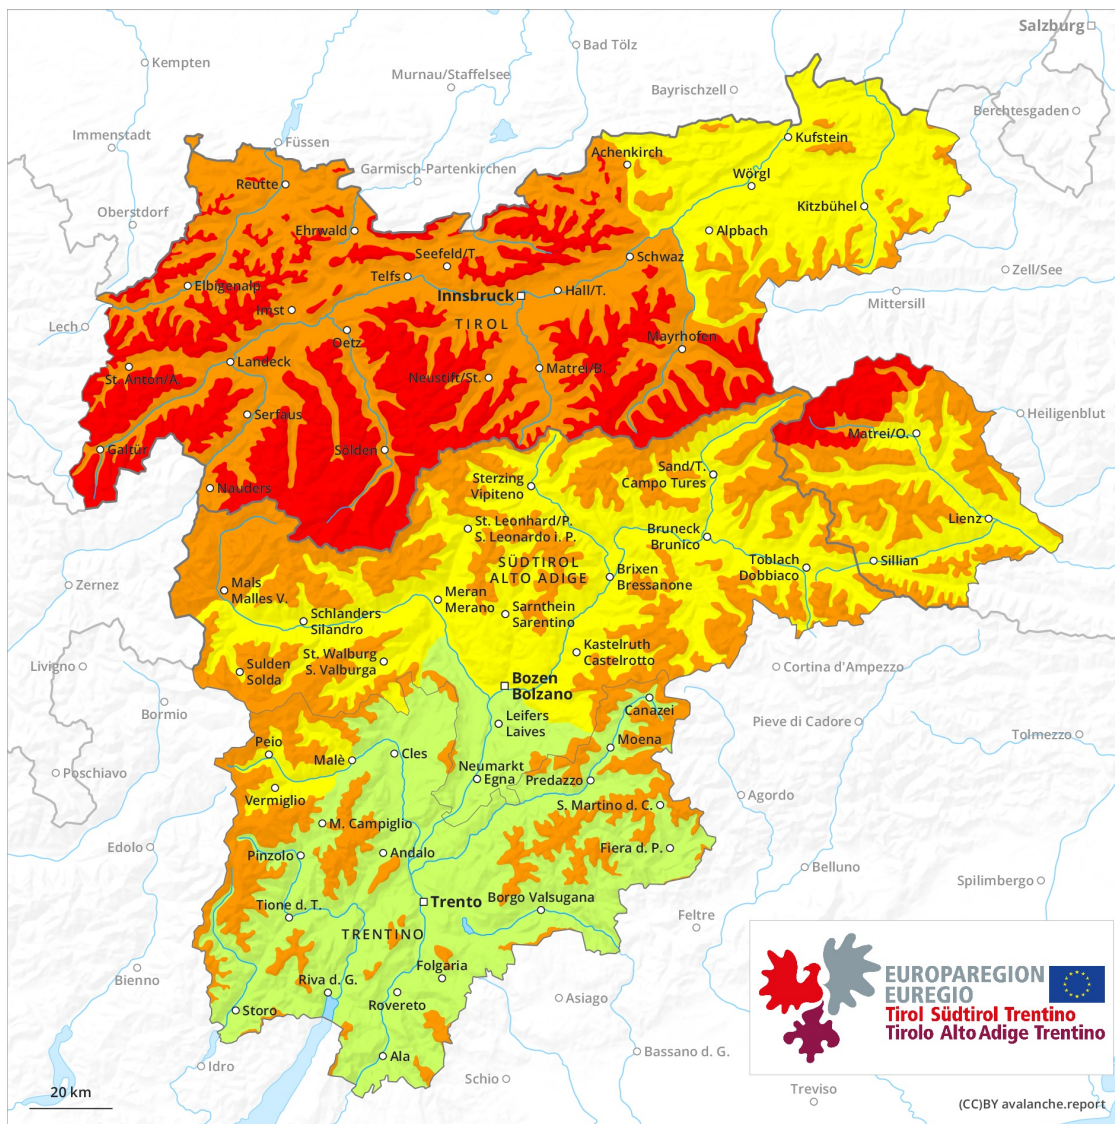 Salzburg
Bad Tölz
Kempten
Murnau/Staffelsee
Bayrischzell
Berchtesgaden
Immenstadt
Füssen
Kufstein
Achenkirch
Garmisch-Partenkirchen
Wörgl
Reutte
Oberstdorf
Kitzbühel
Ehrwald
Alpbach
Seefeld/T.
Schwaz
Zell/See
Telfs
Elbigenalp
Hall/T.
Innsbruck
Mittersill
Imst
TIROL
Lech
Oetz
Mayrhofen
Landeck
Matrei/B.
St. Anton/A.
Neustift/St.
Serfaus
Heiligenblut
Matrei/O.
Galtür
Sölden
Sand/T.
Campo Tures
Sterzing
Vipiteno
Nauders
St. Leonhard/P.
S. Leonardo i. P.
Lienz
Bruneck
Brunico
SÜDTIROL
ALTO ADIGE
Toblach
Dobbiaco
Sillian
Brixen
Bressanone
Zernez
Mals
Malles V.
Meran
Merano
Schlanders
Silandro
Sarnthein
Sarentino
Kastelruth
Castelrotto
St. Walburg
S. Valburga
Livigno
Sulden
Solda
Cortina d'Ampezzo
Bozen
Bolzano
Canazei
Bormio
Leifers
Laives
Pieve di Cadore
Tolmezzo
Peio
Moena
Malè
Cles
Neumarkt
Egna
Predazzo
Poschiavo
Vermiglio
Agordo
S. Martino d. C.
M. Campiglio
Edolo
Andalo
Fiera d. P.
Pinzolo
Belluno
Spilimbergo
Trento
Borgo Valsugana
Tione d. T.
Feltre
TRENTINO
Folgaria
Bienno
Riva d. G.
Rovereto
Asiago
Storo
Ala
Bassano d. G.
Idro
Schio
Treviso
EUROPAREGION
EUREGIO
Tirol Südtirol Trentino
Tirolo Alto Adige Trentino
20 km
(CC)BY avalanche.report